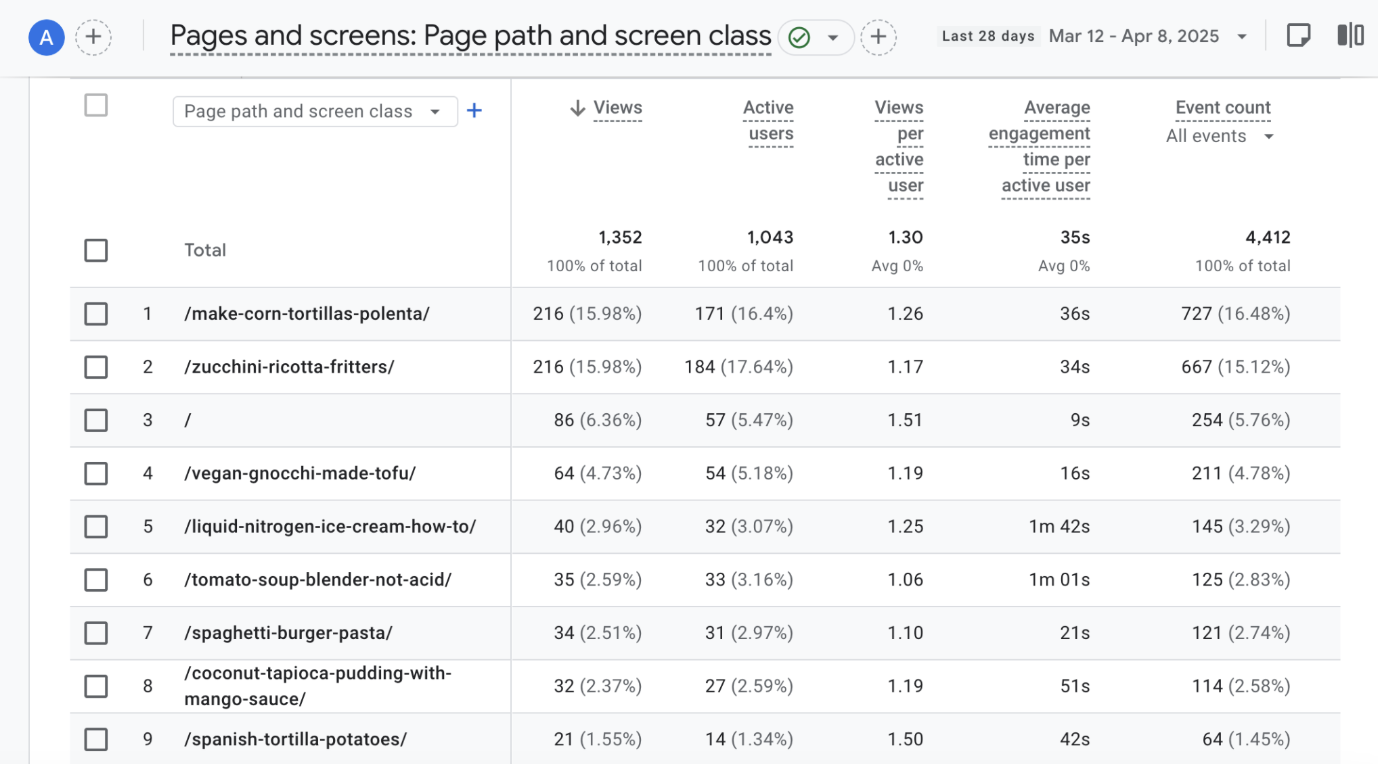 A
Pages and screens: Page path and screen class
Last 28 days Mar 12 - Apr 8, 2025
Page path and screen class
Views
Active users
Views per active user
Average engagement time per active user
Event count
All events
Total 1,352 1,043 1.30 35s 4,412
100% of total 100% of total Avg 0% Avg 0% 100% of total
1 /make-corn-tortillas-polenta/ 216 (15.98%) 171 (16.4%) 1.26 36s 727 (16.48%)
2 /zucchini-ricotta-fritters/ 216 (15.98%) 184 (17.64%) 1.17 34s 667 (15.12%)
3 / 86 (6.36%) 57 (5.47%) 1.51 9s 254 (5.76%)
4 /vegan-gnocchi-made-tofu/ 64 (4.73%) 54 (5.18%) 1.19 16s 211 (4.78%)
5 /liquid-nitrogen-ice-cream-how-to/ 40 (2.96%) 32 (3.07%) 1.25 1m 42s 145 (3.29%)
6 /tomato-soup-blender-not-acid/ 35 (2.59%) 33 (3.16%) 1.06 1m 01s 125 (2.83%)
7 /spaghetti-burger-pasta/ 34 (2.51%) 31 (2.97%) 1.10 21s 121 (2.74%)
8 /coconut-tapioca-pudding-with-
mango-sauce/ 32 (2.37%) 27 (2.59%) 1.19 51s 114 (2.58%)
9 /spanish-tortilla-potatoes/ 21 (1.55%) 14 (1.34%) 1.50 42s 64 (1.45%)